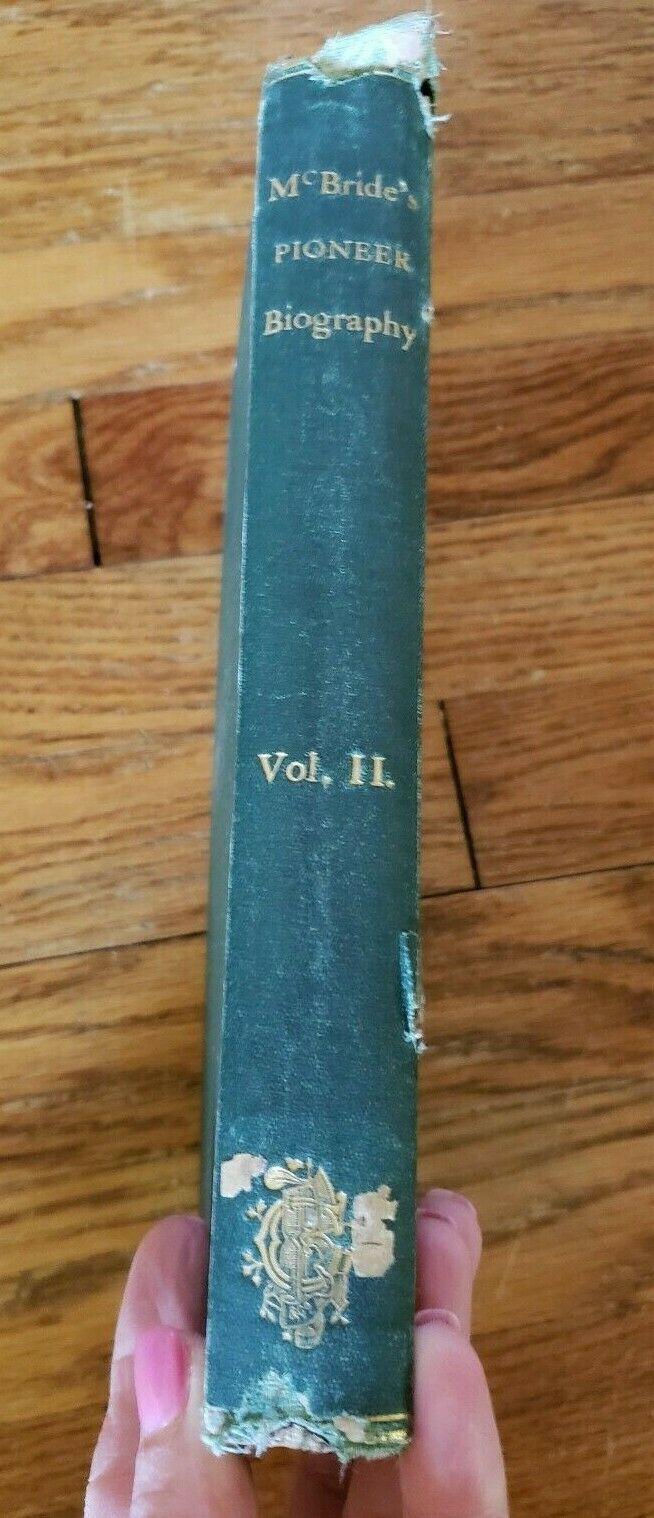 McBride's
PIONEER
Biography
Vol. II.